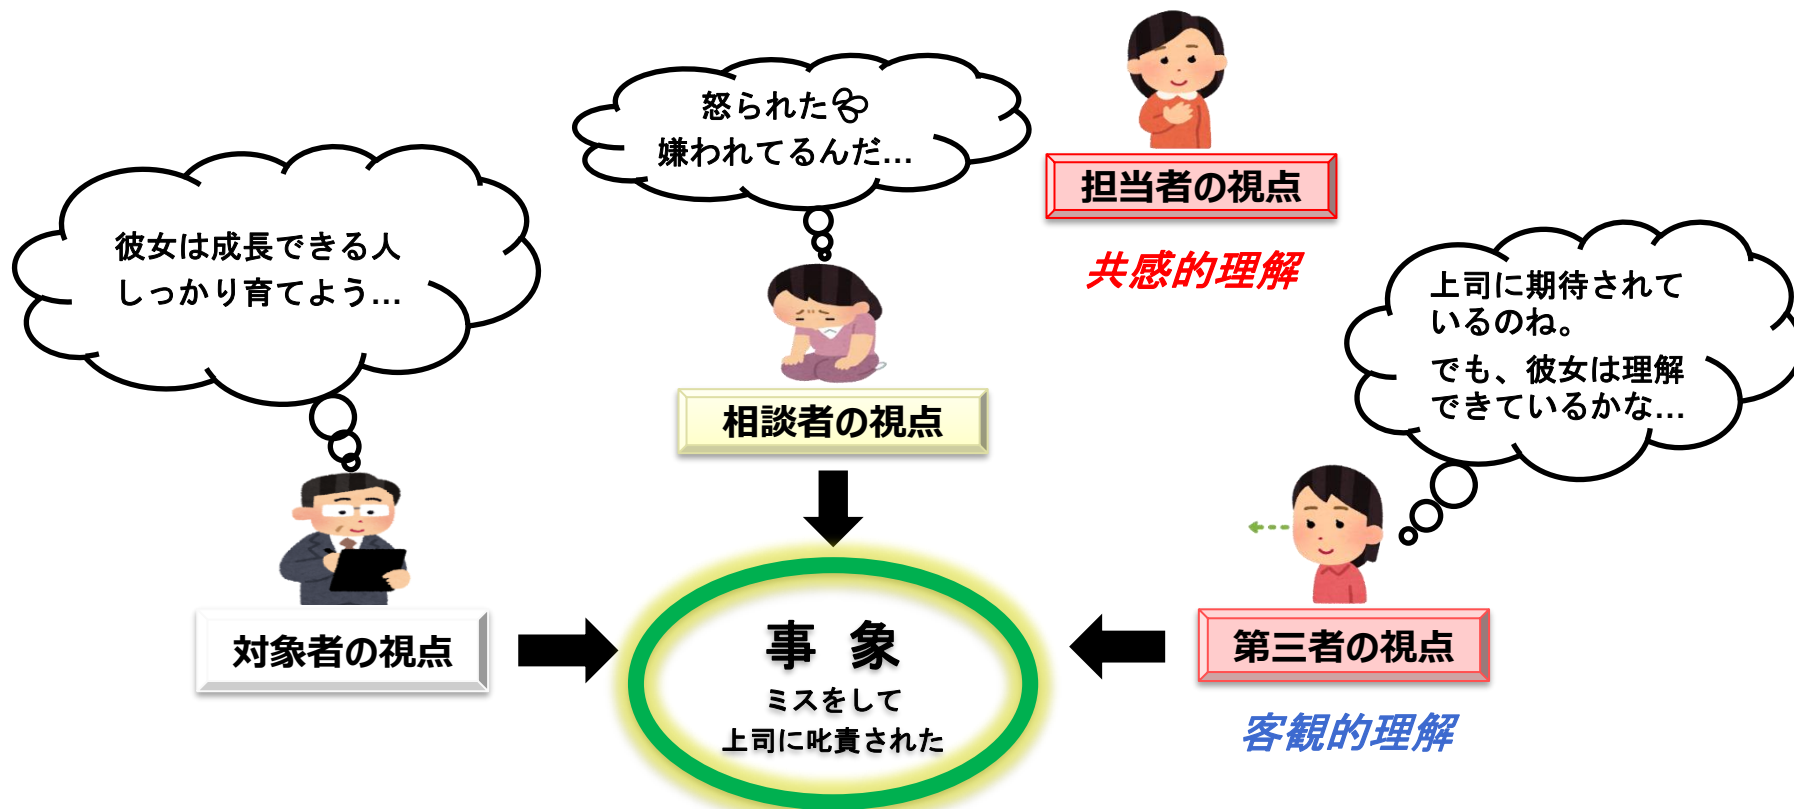 怒られた
嫌われてるんだ…
担当者の視点
共感的理解
彼女は成長できる人
しっかり育てよう…
上司に期待されて
いるのね。
でも、彼女は理解
できているかな…
相談者の視点
対象者の視点
事 象
ミスをして
上司に叱責された
第三者の視点
客観的理解